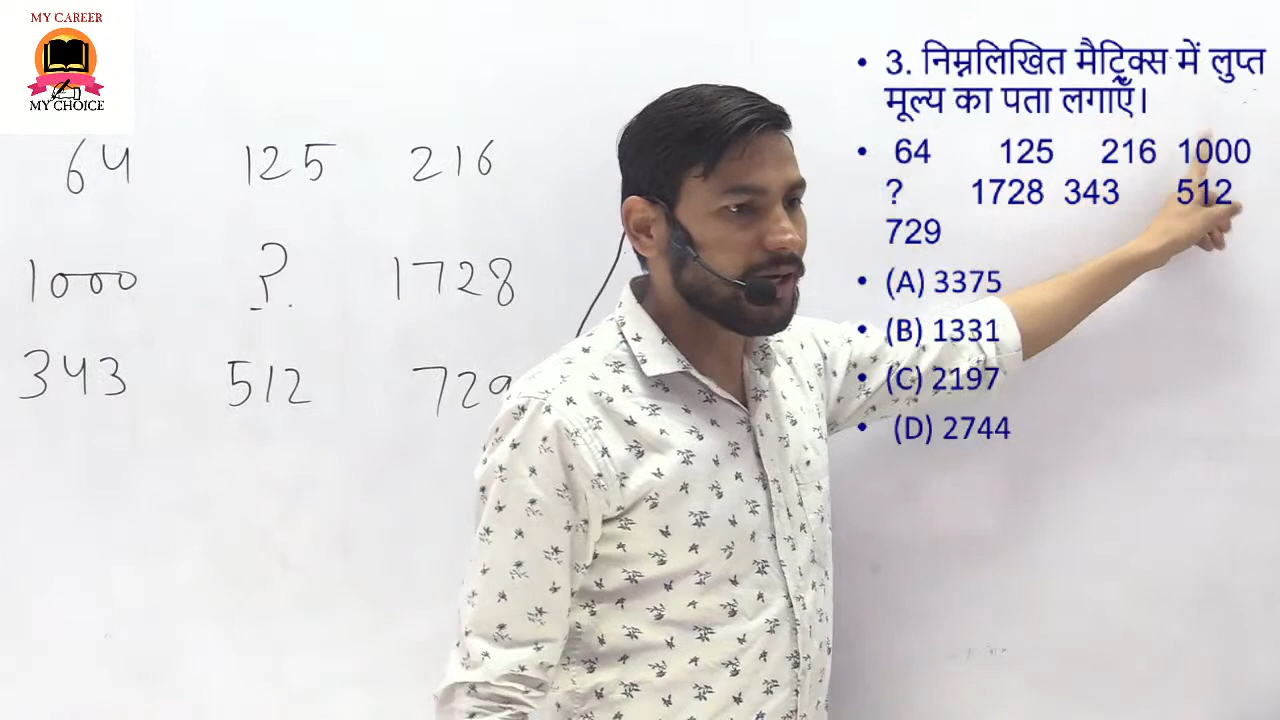 MY CAREER
MY CHOICE
64 125 216
1000 ? 1728
343 512 729
• 3. निम्नलिखित मैट्रिक्स में लुप्त
मूल्य का पता लगाएँ।
• 64 125 216 1000
? 1728 343 512
729
• (A) 3375
• (B) 1331
• (C) 2197
• (D) 2744